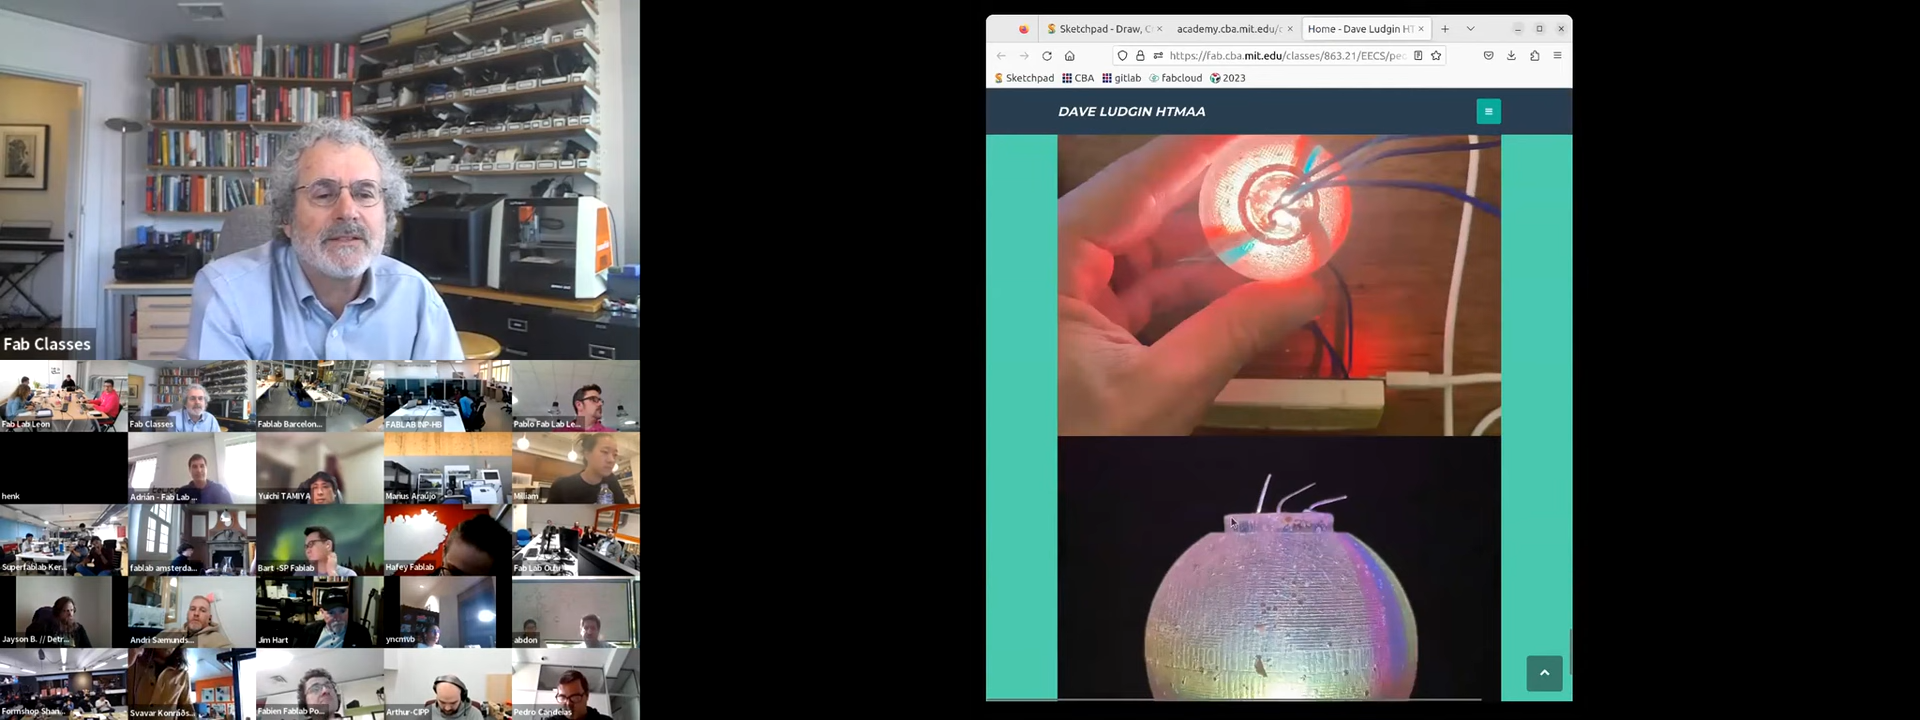 Fab Classes
Fab Lab Leon
Fab Classes
Fablab Barcelon...
FABLAB INP-HB
Pablo Fab Lab Le...
henk
Adrián - Fab Lab ...
Yuichi TAMIYA
Marius Araújo
Miliam
Superfablab Ker...
fablab amsterda...
Bart -SP Fablab
Hafey Fablab
Fab Lab Oulu
Jayson B. // Detr...
Andri Sæmunds...
Jim Hart
yncmvb
abdon
Formshop Shan...
Svavar Konráðs...
Fabien Fablab Po...
Arthur-CIPP
Pedro Candeias
Sketchpad - Draw, C
academy.cba.mit.edu/c
Home - Dave Ludgin HT
https://fab.cba.mit.edu/classes/863.21/EECS/peo
Sketchpad CBA gitlab fabcloud 2023
DAVE LUDGIN HTMAA